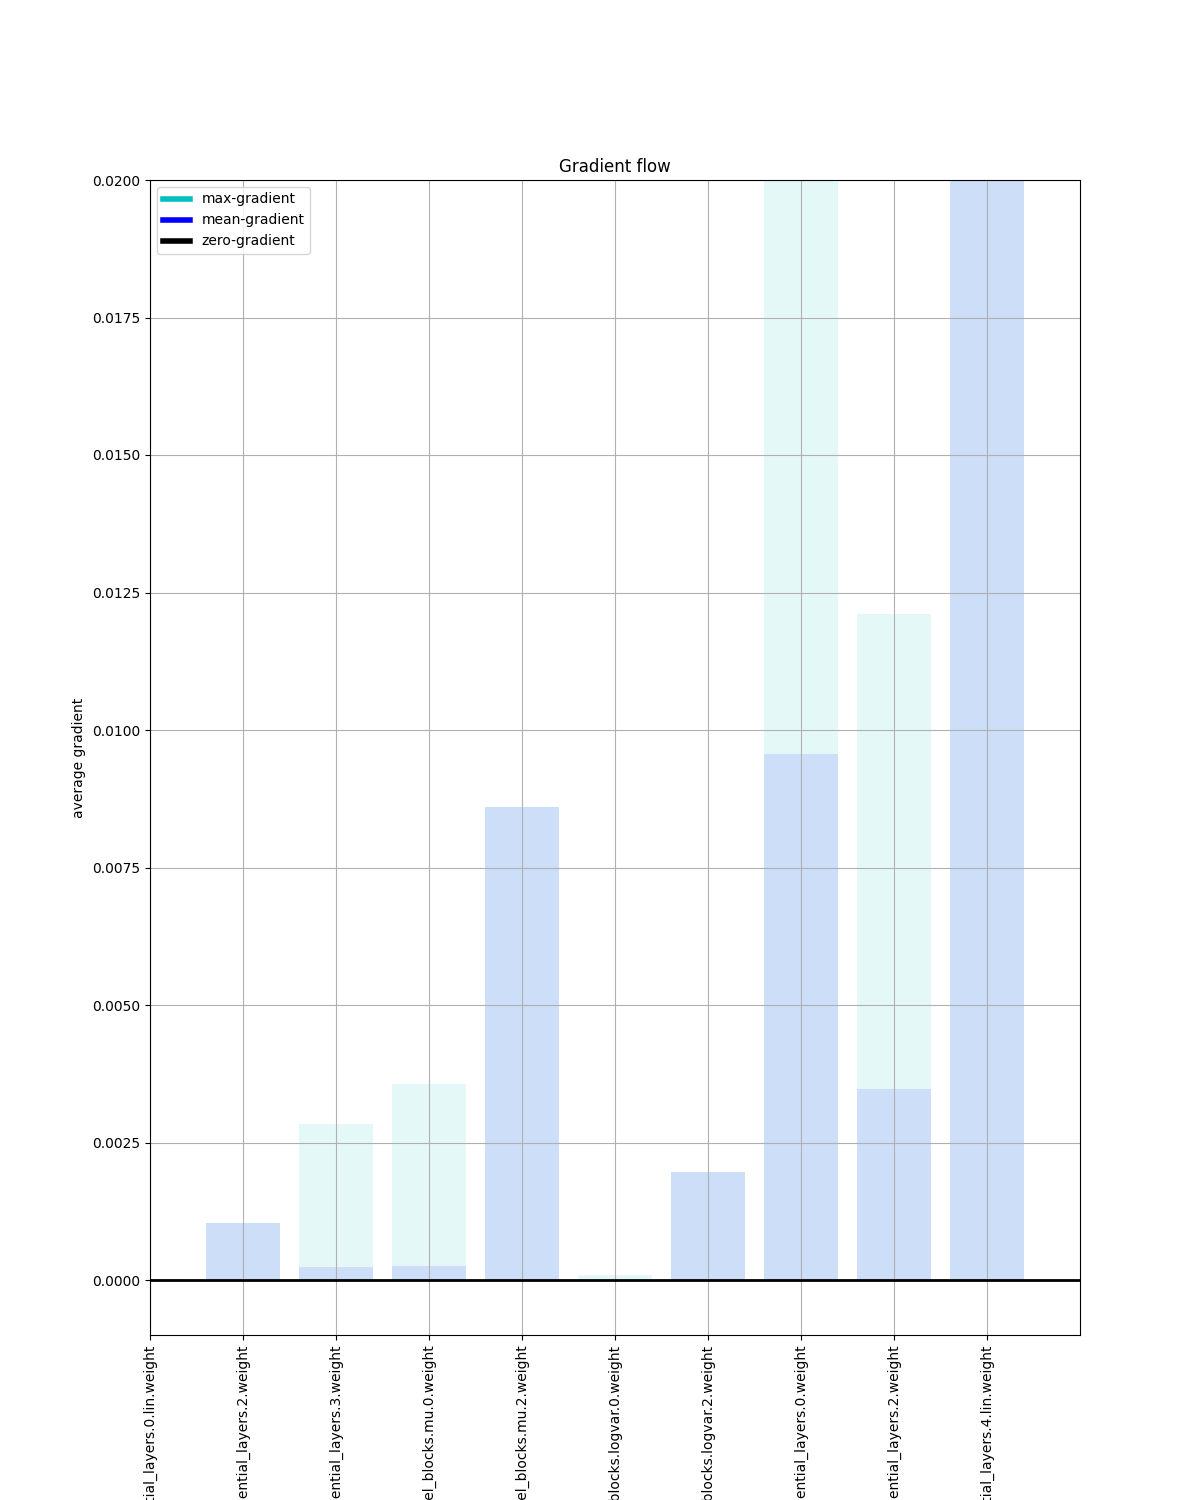 Gradient flow
max-gradient
mean-gradient
zero-gradient
0.0200
0.0175
0.0150
0.0125
0.0100
0.0075
0.0050
0.0025
0.0000
average gradient
tial_layers.0.lin.weight
ential_layers.2.weight
ential_layers.3.weight
el_blocks.mu.0.weight
el_blocks.mu.2.weight
blocks.logvar.0.weight
blocks.logvar.2.weight
ential_layers.0.weight
ential_layers.2.weight
tial_layers.4.lin.weight